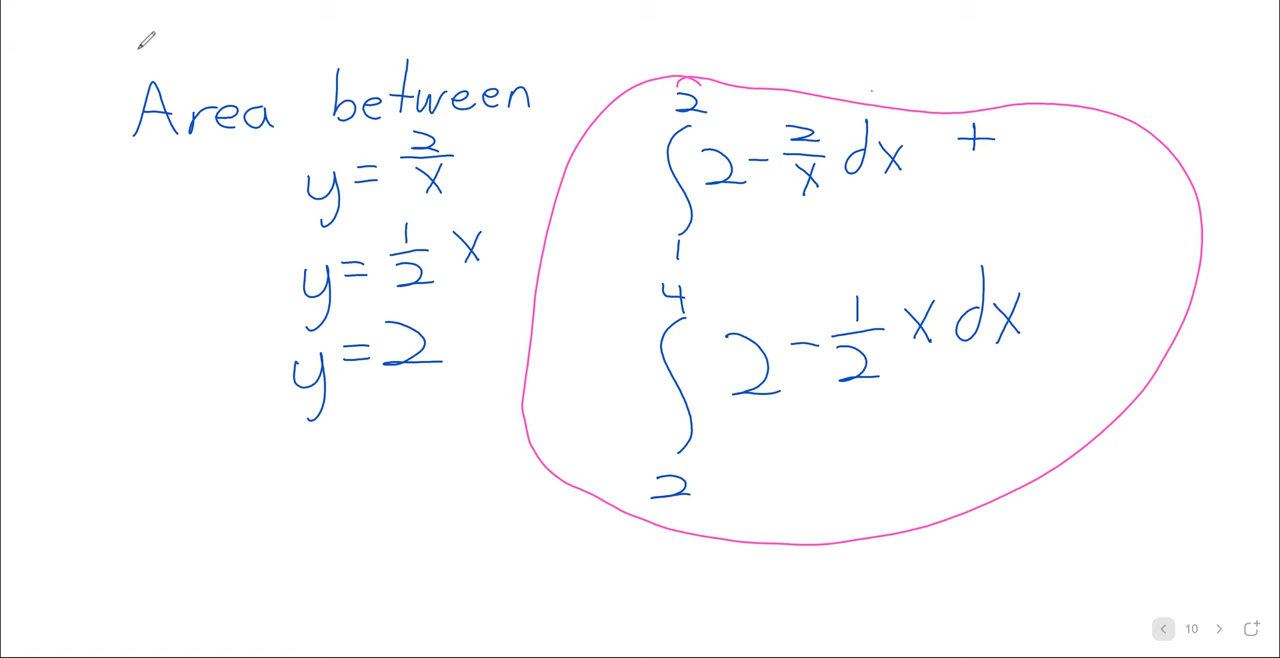 Area between
y = 2/x
y = 1/2 x
y = 2
∫₁² 2 - 2/x dx +
∫₂⁴ 2 - 1/2 x dx
10